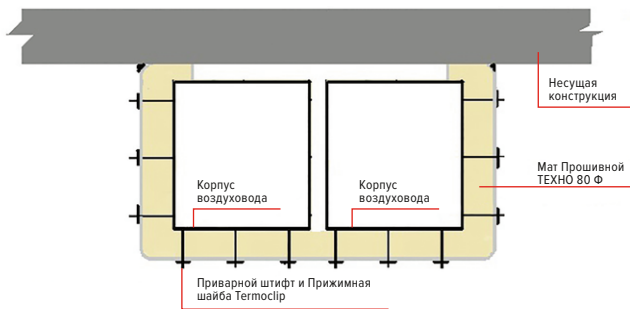 Несущая
конструкция
Мат Прошивной
ТЕХНО 80 Ф
Корпус
воздуховода
Корпус
воздуховода
Приварной штифт и Прижимная
шайба Termoclip